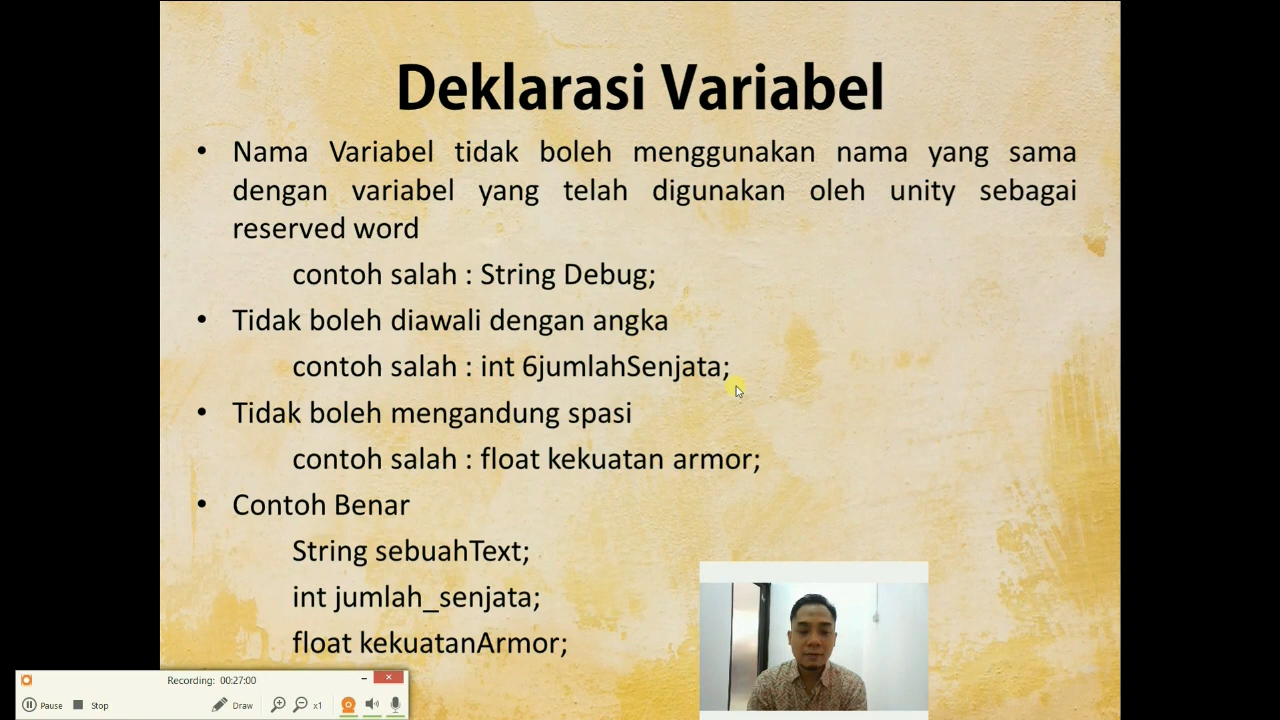 Deklarasi Variabel
• Nama Variabel tidak boleh menggunakan nama yang sama
dengan variabel yang telah digunakan oleh unity sebagai
reserved word
contoh salah : String Debug;
• Tidak boleh diawali dengan angka
contoh salah : int 6jumlahSenjata;
• Tidak boleh mengandung spasi
contoh salah : float kekuatan armor;
• Contoh Benar
String sebuahText;
int jumlah_senjata;
float kekuatanArmor;
Recording: 00:27:00
Pause Stop Draw x1